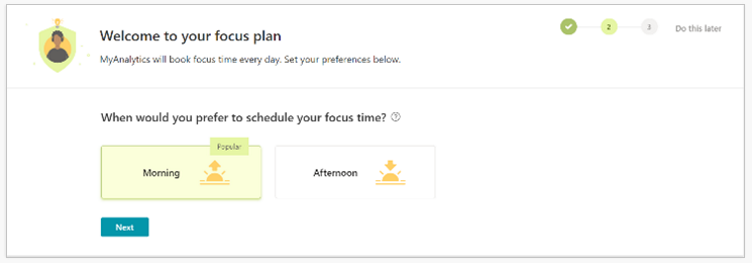 Welcome to your focus plan
MyAnalytics will book focus time every day. Set your preferences below.
2
3
Do this later
When would you prefer to schedule your focus time? ?
Popular
Morning
Afternoon
Next